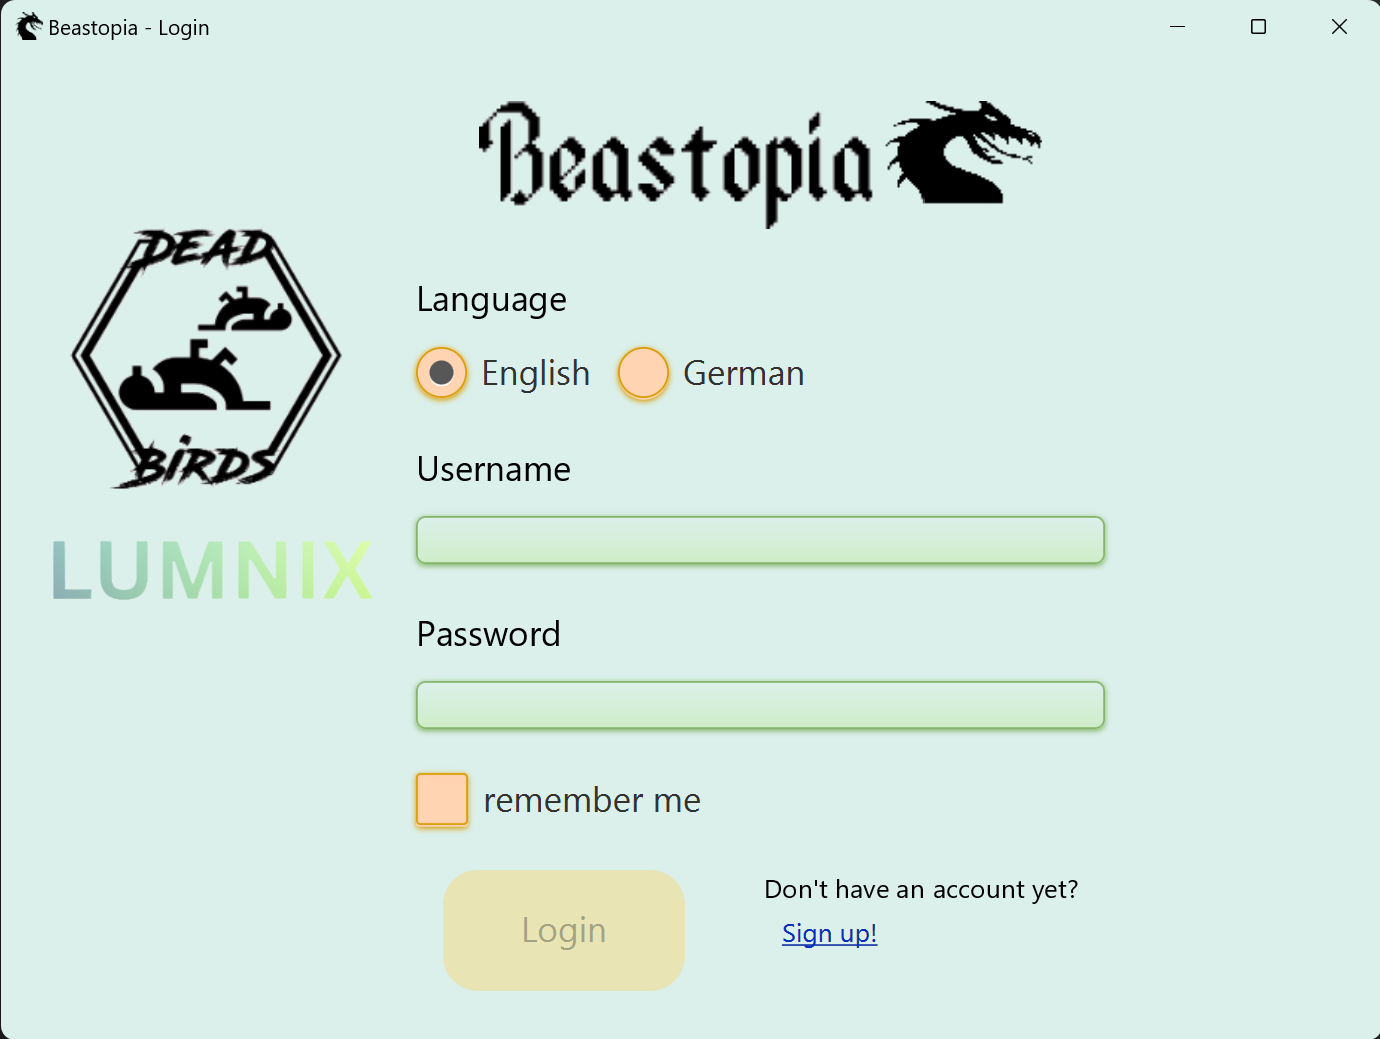 Beastopia - Login
Beastopia
DEAD
BiRDS
LUMNIX
Language
English German
Username
Password
remember me
Login
Don't have an account yet?
Sign up!